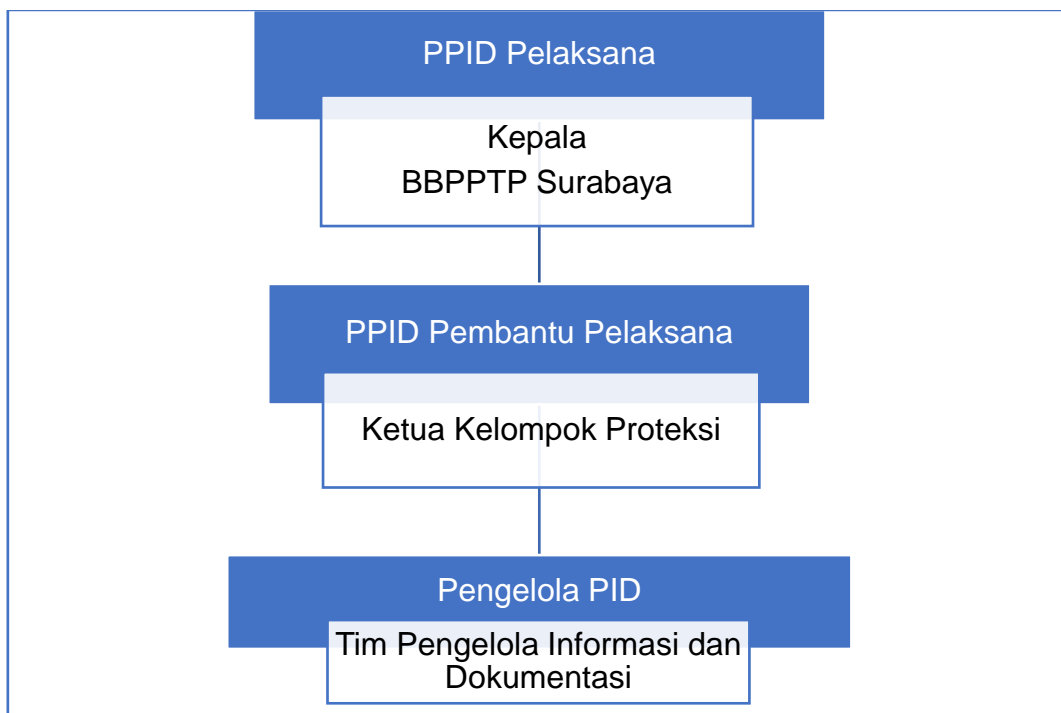 PPID Pelaksana
Kepala
BBPPTP Surabaya
PPID Pembantu Pelaksana
Ketua Kelompok Proteksi
Pengelola PID
Tim Pengelola Informasi dan
Dokumentasi